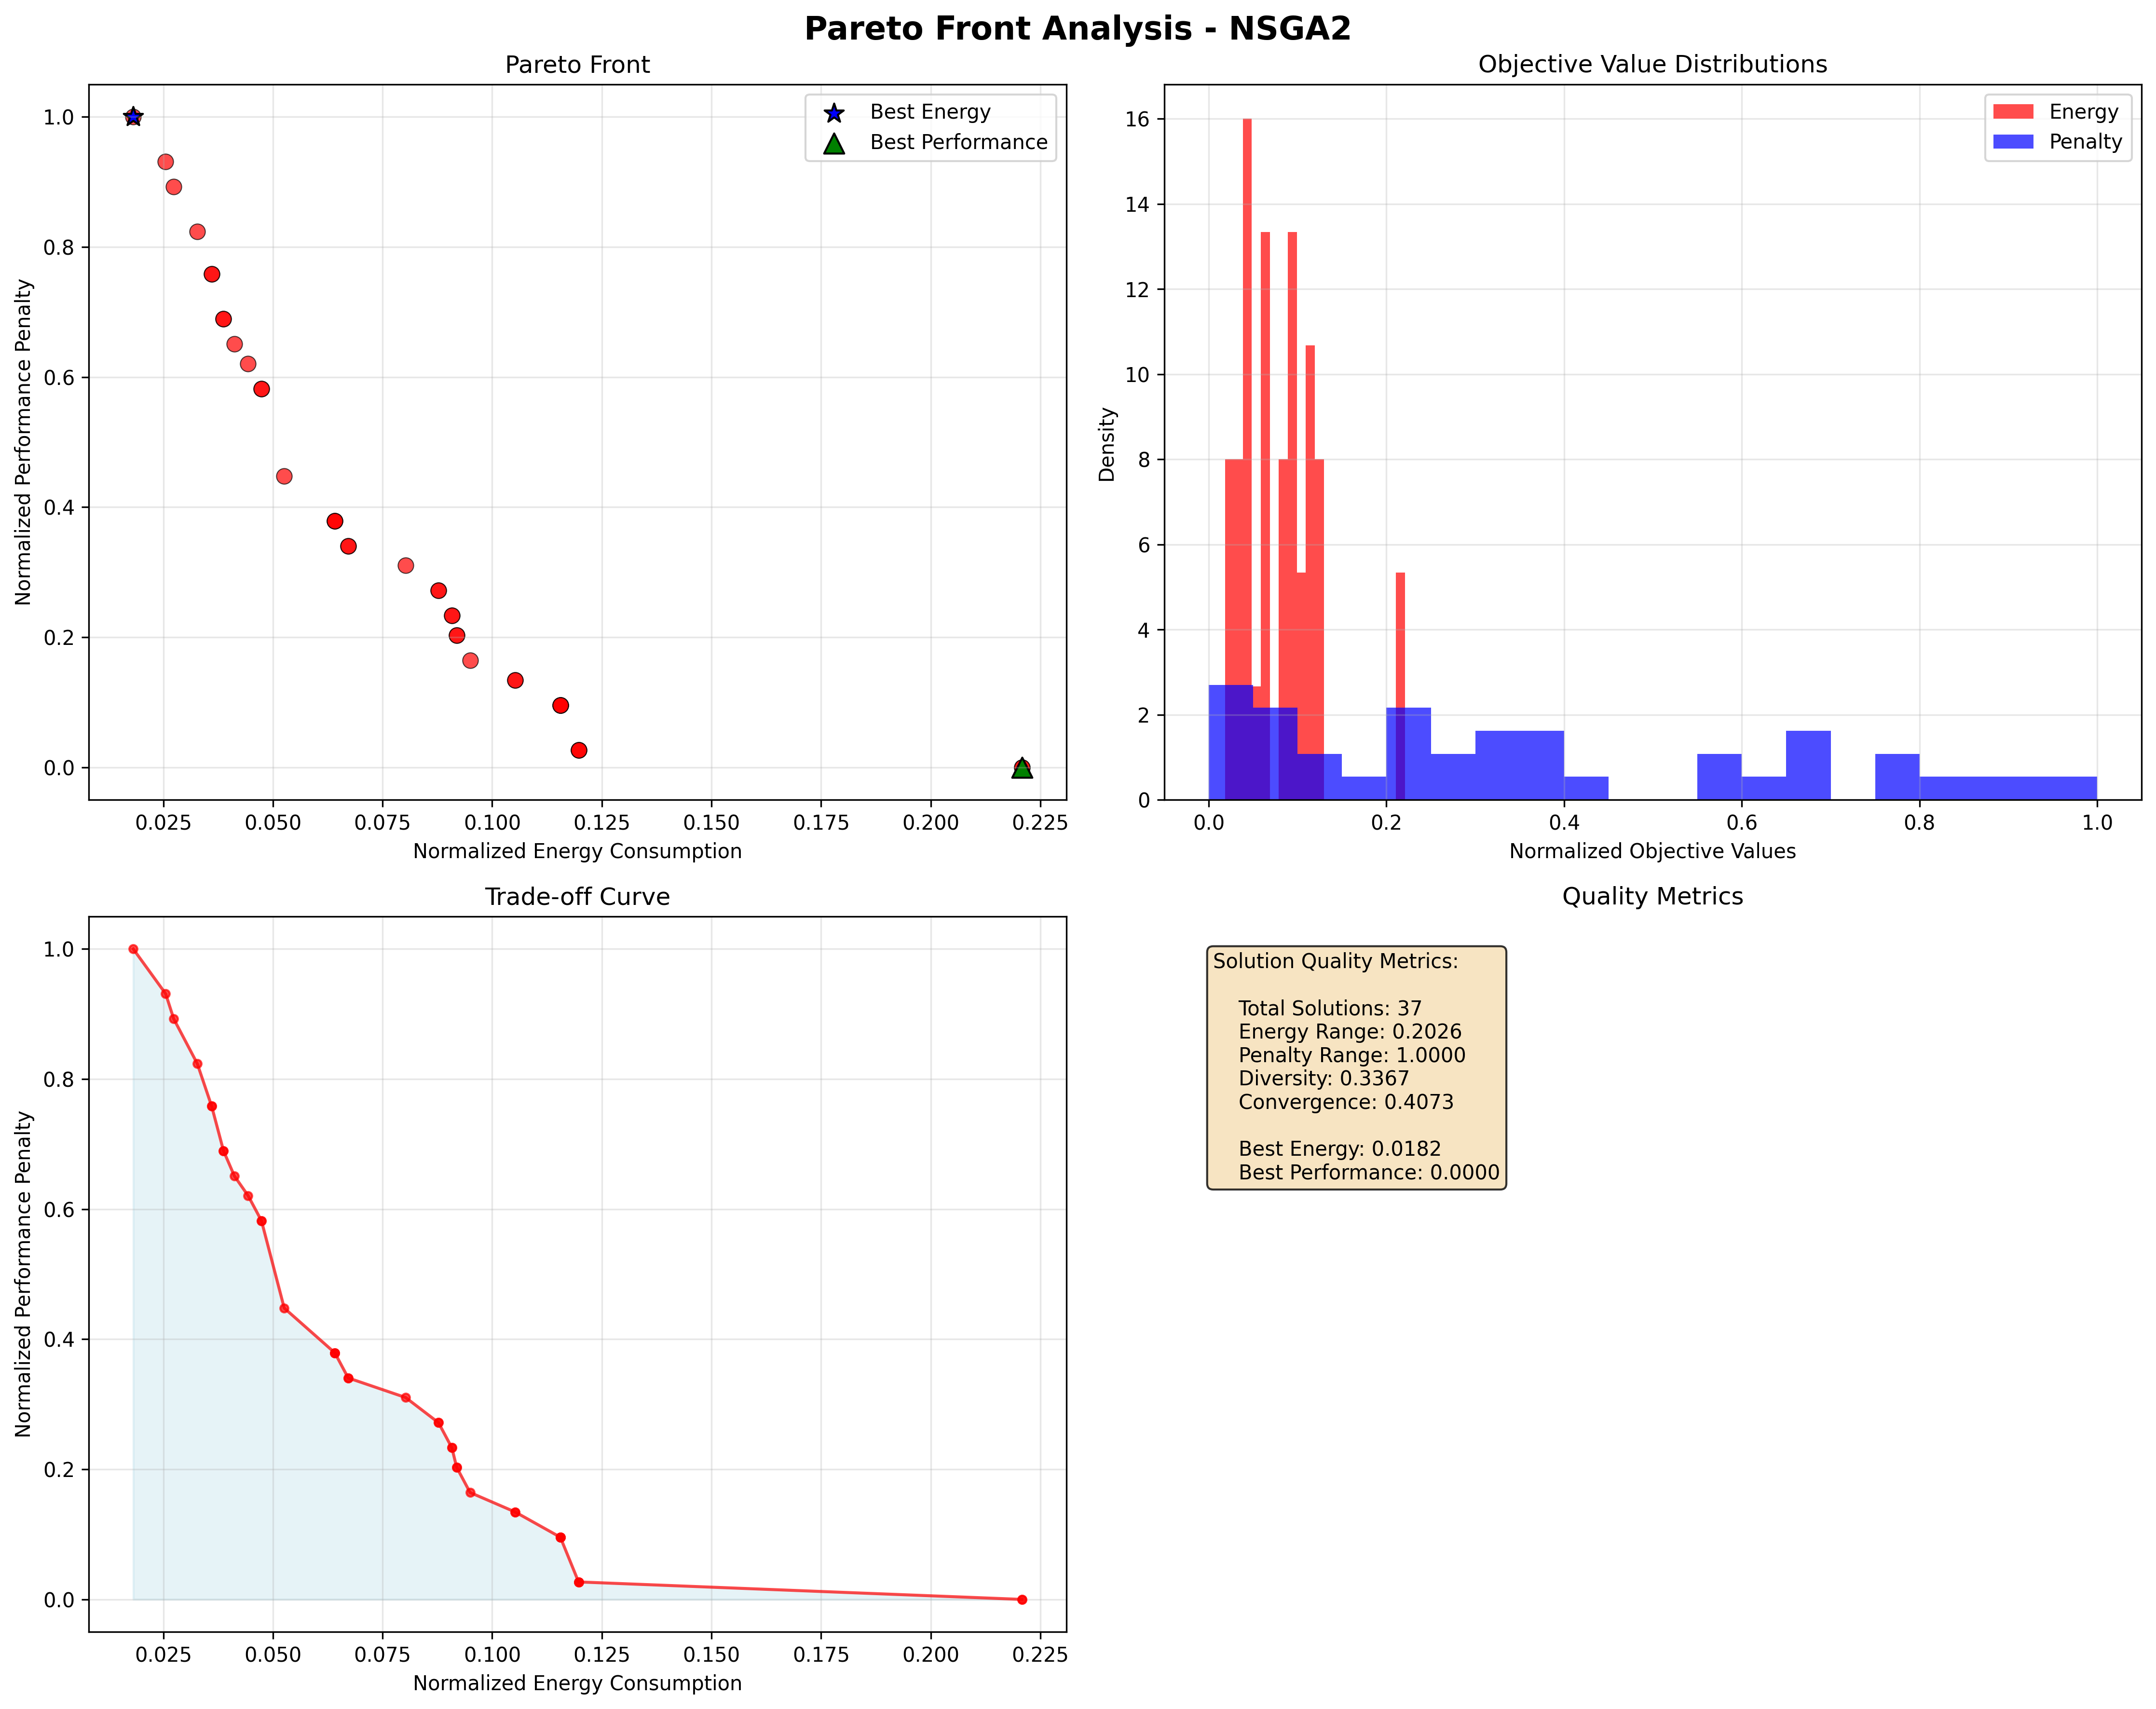 Pareto Front Analysis - NSGA2
Pareto Front
1.0
0.8
0.6
0.4
0.2
0.0
Normalized Performance Penalty
Best Energy
Best Performance
0.025 0.050 0.075 0.100 0.125 0.150 0.175 0.200 0.225
Normalized Energy Consumption
Objective Value Distributions
16
14
12
10
8
6
4
2
0
Density
Energy
Penalty
0.0 0.2 0.4 0.6 0.8 1.0
Normalized Objective Values
Trade-off Curve
1.0
0.8
0.6
0.4
0.2
0.0
Normalized Performance Penalty
0.025 0.050 0.075 0.100 0.125 0.150 0.175 0.200 0.225
Normalized Energy Consumption
Quality Metrics
Solution Quality Metrics:
Total Solutions: 37
Energy Range: 0.2026
Penalty Range: 1.0000
Diversity: 0.3367
Convergence: 0.4073
Best Energy: 0.0182
Best Performance: 0.0000